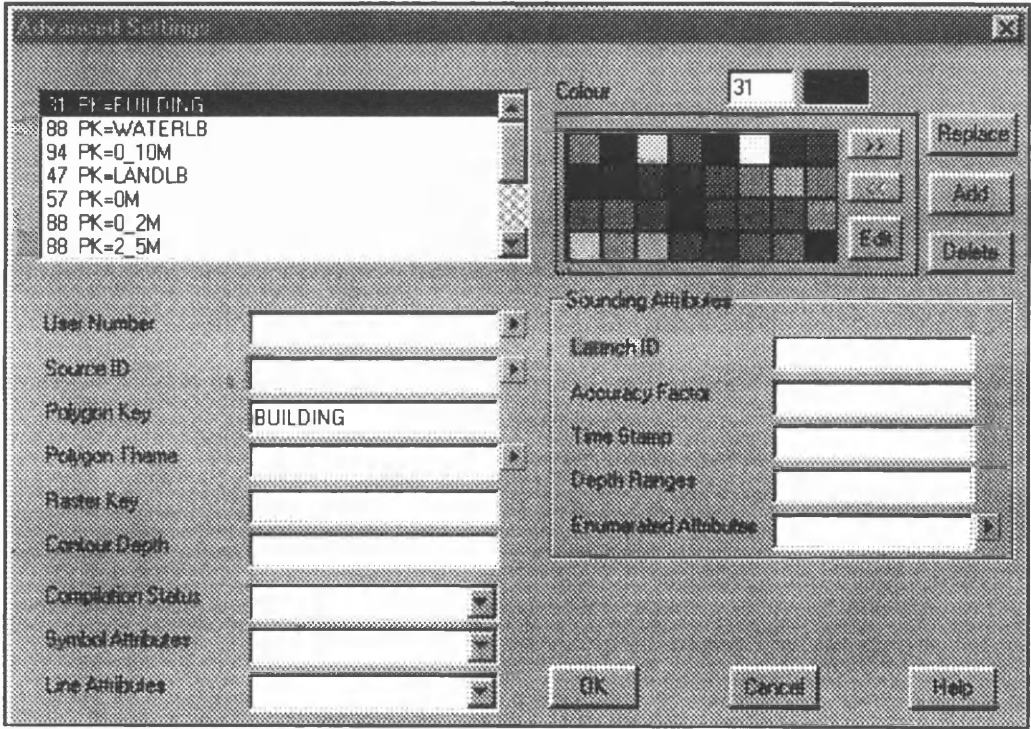 Advanced Settings
31 PK=BUILDING
88 PK=WATERLB
94 PK=0_10M
47 PK=LANDLB
57 PK=0M
88 PK=0_2M
88 PK=2_5M
Colour
31
>>
<<
Edit
Replace
Add
Delete
User Number
Source ID
Polygon Key
BUILDING
Polygon Theme
Raster Key
Contour Depth
Compilation Status
Symbol Attributes
Line Attributes
Sounding Attributes
Launch ID
Accuracy Factor
Time Stamp
Depth Ranges
Enumerated Attributes
OK
Cancel
Help